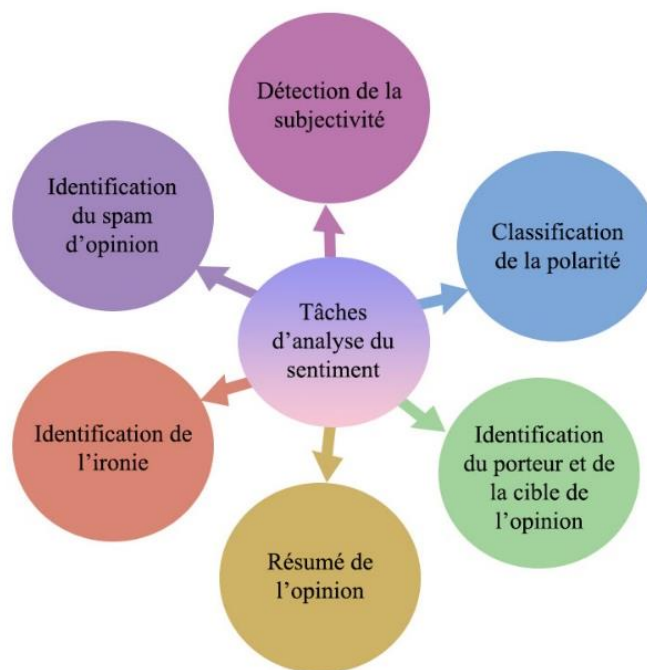 Détection de la
subjectivité
Identification
du spam
d’opinion
Classification
de la polarité
Tâches
d’analyse du
sentiment
Identification de
l’ironie
Identification
du porteur et de
la cible de
l’opinion
Résumé de
l’opinion